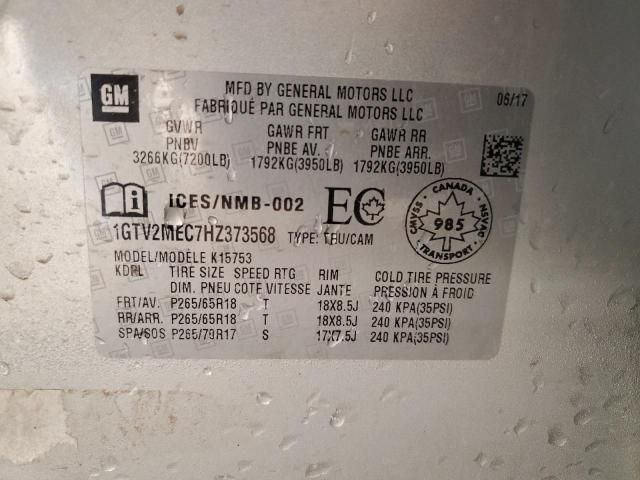 GM
MFD BY GENERAL MOTORS LLC
FABRIQUÉ PAR GENERAL MOTORS LLC
06/17
GVWR GAWR FRT GAWR RR
PNBV PNBE AV. PNBE ARR.
3266KG(7200LB) 1792KG(3950LB) 1792KG(3950LB)
i ICES/NMB-002 EC
CANADA
CMVSS 985 NSVAC
TRANSPORT
1GTV2MEC7HZ373568 TYPE: TRU/CAM
MODEL/MODÈLE K15753
KDRL TIRE SIZE SPEED RTG RIM COLD TIRE PRESSURE
DIM. PNEU COTE VITESSE JANTE PRESSION À FROID
FRT/AV. P265/65R18 T 18X8.5J 240 KPA(35PSI)
RR/ARR. P265/65R18 T 18X8.5J 240 KPA(35PSI)
SPA/SOS P265/70R17 S 17X7.5J 240 KPA(35PSI)